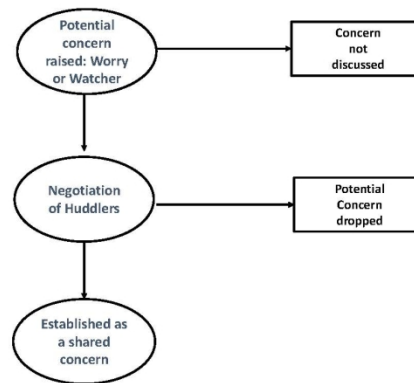 Potential
concern
raised: Worry
or Watcher
Concern
not
discussed
Negotiation
of Huddlers
Potential
Concern
dropped
Established as
a shared
concern